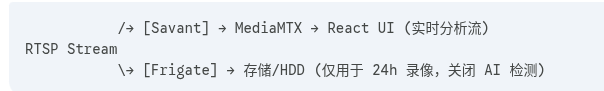 /→ [Savant] → MediaMTX → React UI (实时分析流)
RTSP Stream
\→ [Frigate] → 存储/HDD (仅用于 24h 录像，关闭 AI 检测)